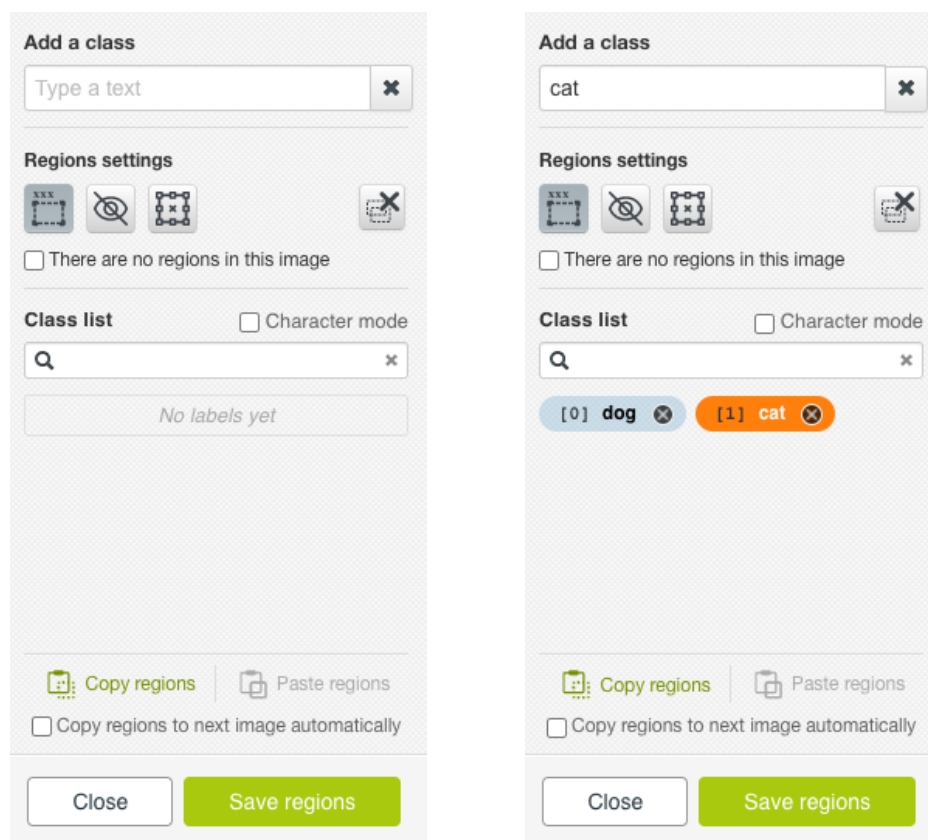 Add a class
Type a text
Regions settings
xxx
There are no regions in this image
Class list
Character mode
No labels yet
Copy regions
Paste regions
Copy regions to next image automatically
Close
Save regions
Add a class
cat
Regions settings
xxx
There are no regions in this image
Class list
Character mode
[0] dog
[1] cat
Copy regions
Paste regions
Copy regions to next image automatically
Close
Save regions